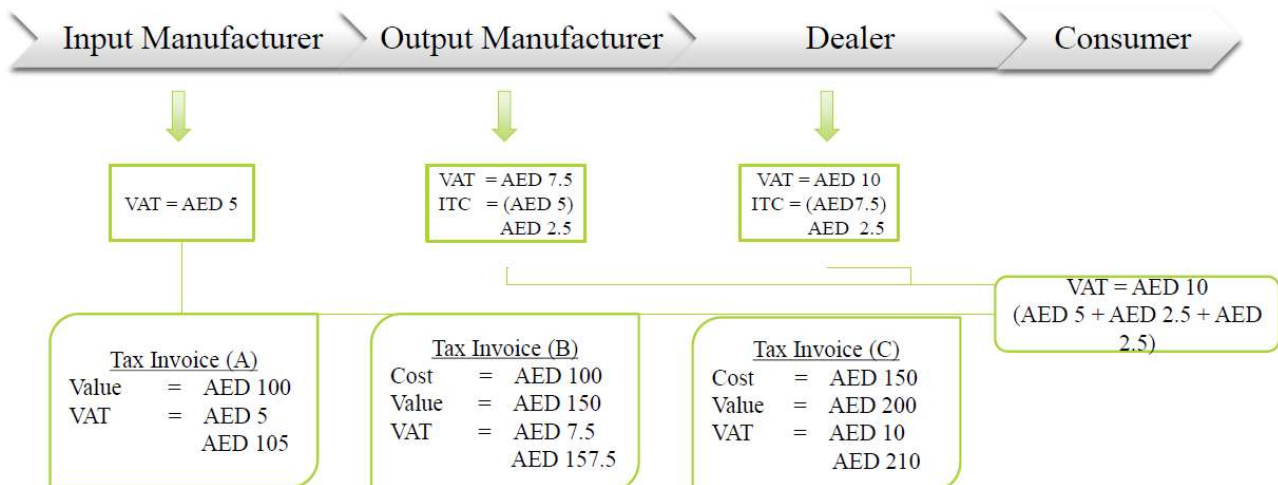 Input Manufacturer
Output Manufacturer
Dealer
Consumer
VAT = AED 5
VAT = AED 7.5
ITC = (AED 5)
AED 2.5
VAT = AED 10
ITC = (AED7.5)
AED 2.5
VAT = AED 10
(AED 5 + AED 2.5 + AED
2.5)
Tax Invoice (A)
Value = AED 100
VAT = AED 5
AED 105
Tax Invoice (B)
Cost = AED 100
Value = AED 150
VAT = AED 7.5
AED 157.5
Tax Invoice (C)
Cost = AED 150
Value = AED 200
VAT = AED 10
AED 210